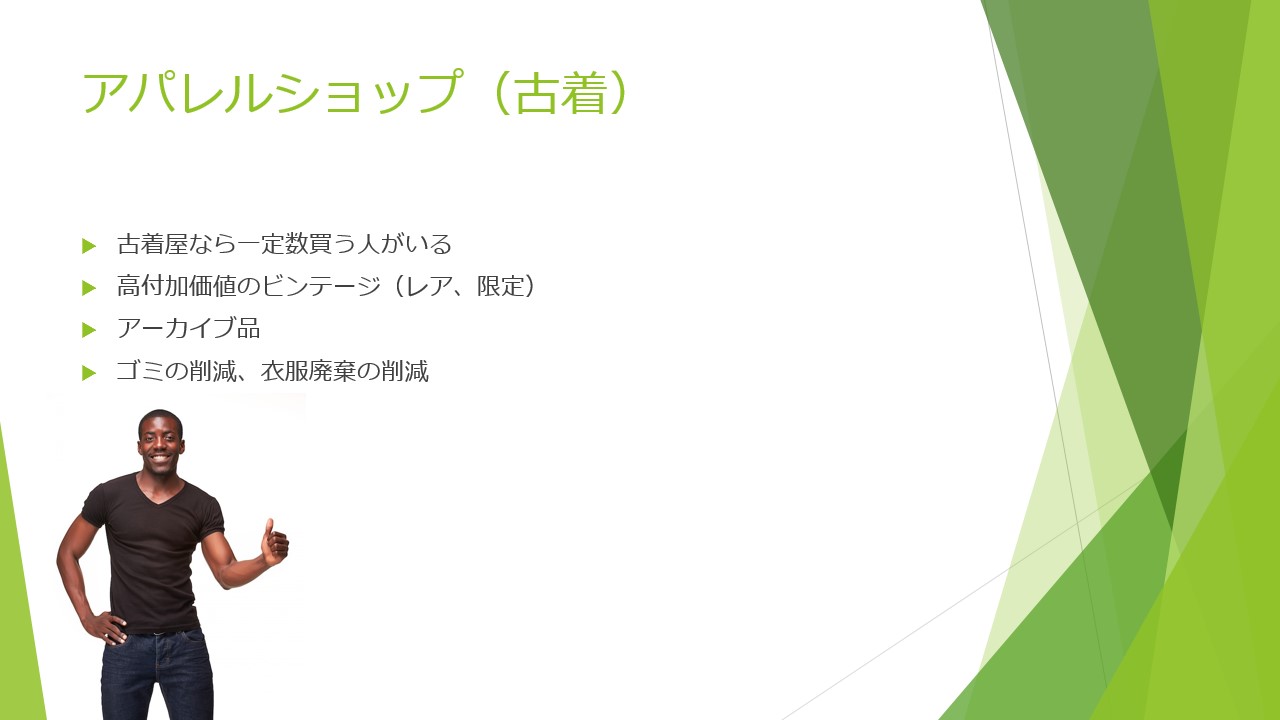 アパレルショップ（古着）
古着屋なら一定数買う人がいる
高付加価値のビンテージ（レア、限定）
アーカイブ品
ゴミの削減、衣服廃棄の削減